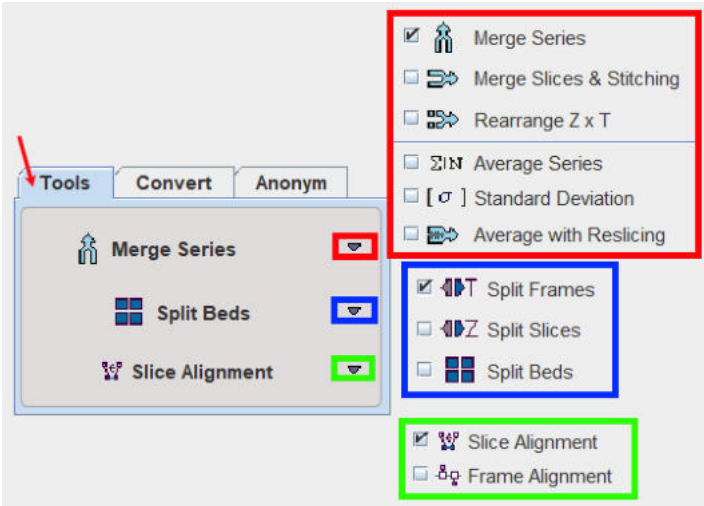 Merge Series
Merge Slices & Stitching
Rearrange Z x T
Σ|N Average Series
[ σ ] Standard Deviation
Average with Reslicing
Tools Convert Anonym
Merge Series
Split Beds
Slice Alignment
T Split Frames
Z Split Slices
Split Beds
Slice Alignment
Frame Alignment